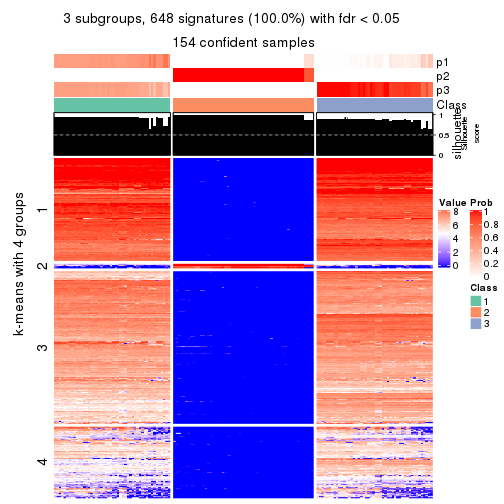 3 subgroups, 648 signatures (100.0%) with fdr < 0.05
154 confident samples
p1
p2
p3
Class
silhouette
Silhouette
score
1
0.5
0
k-means with 4 groups
1
2
3
4
Value
8
6
4
2
0
Prob
1
0.8
0.6
0.4
0.2
0
Class
1
2
3